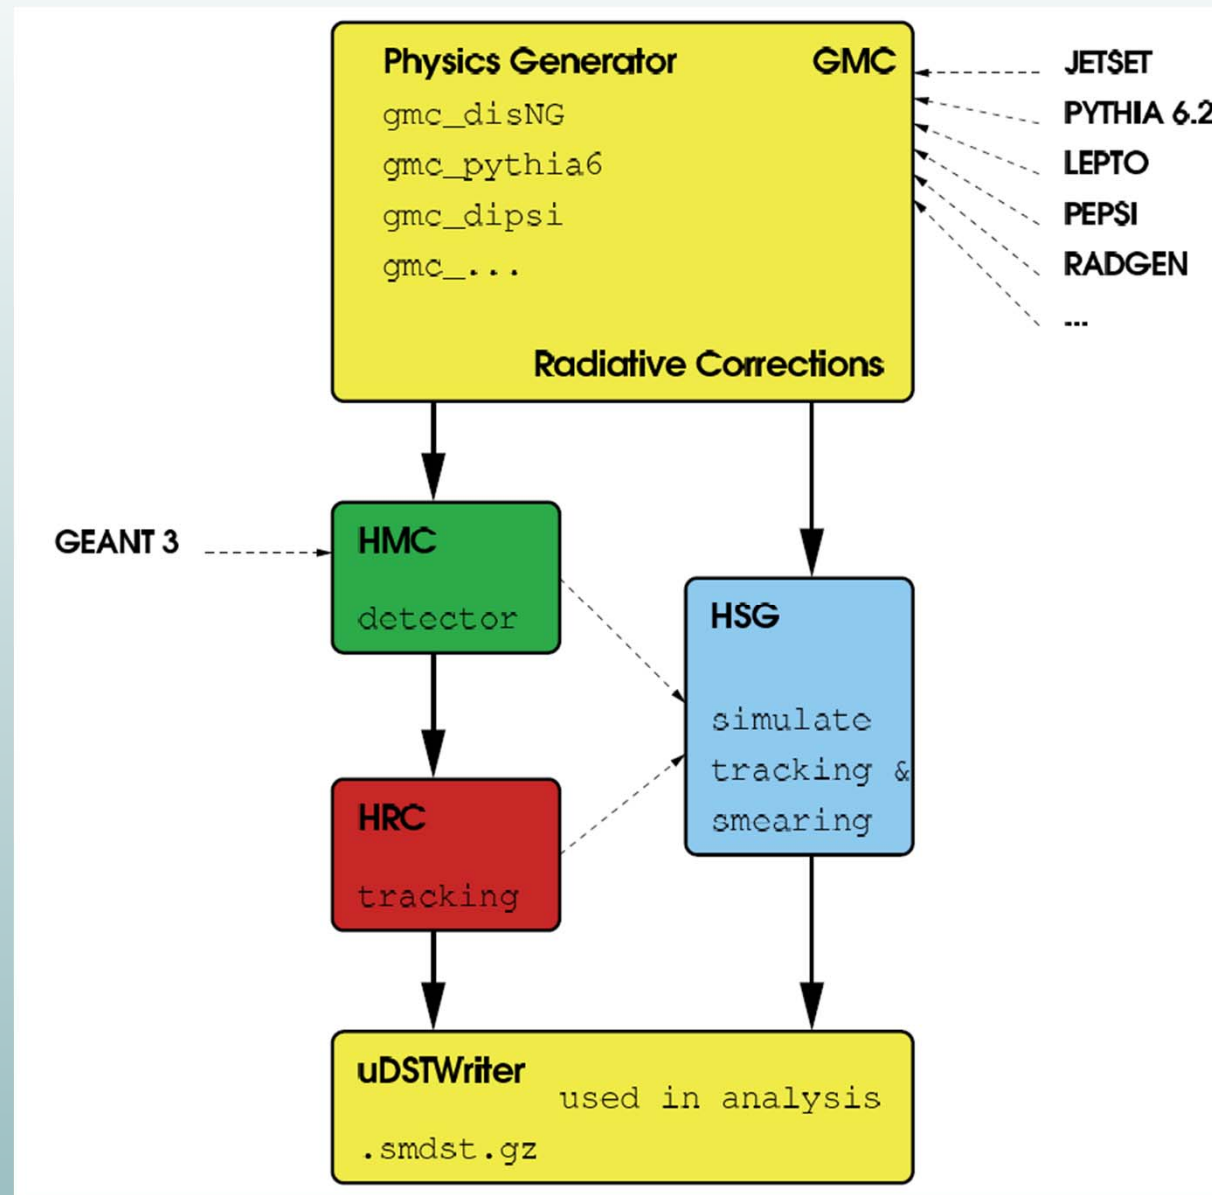 Physics Generator GMC
gmc_disNG
gmc_pythia6
gmc_dipsi
gmc_...
Radiative Corrections
JETSET
PYTHIA 6.2
LEPTO
PEPSI
RADGEN
...
GEANT 3
HMC
detector
HSG
simulate
tracking &
smearing
HRC
tracking
uDSTWriter
used in analysis
.smdst.gz